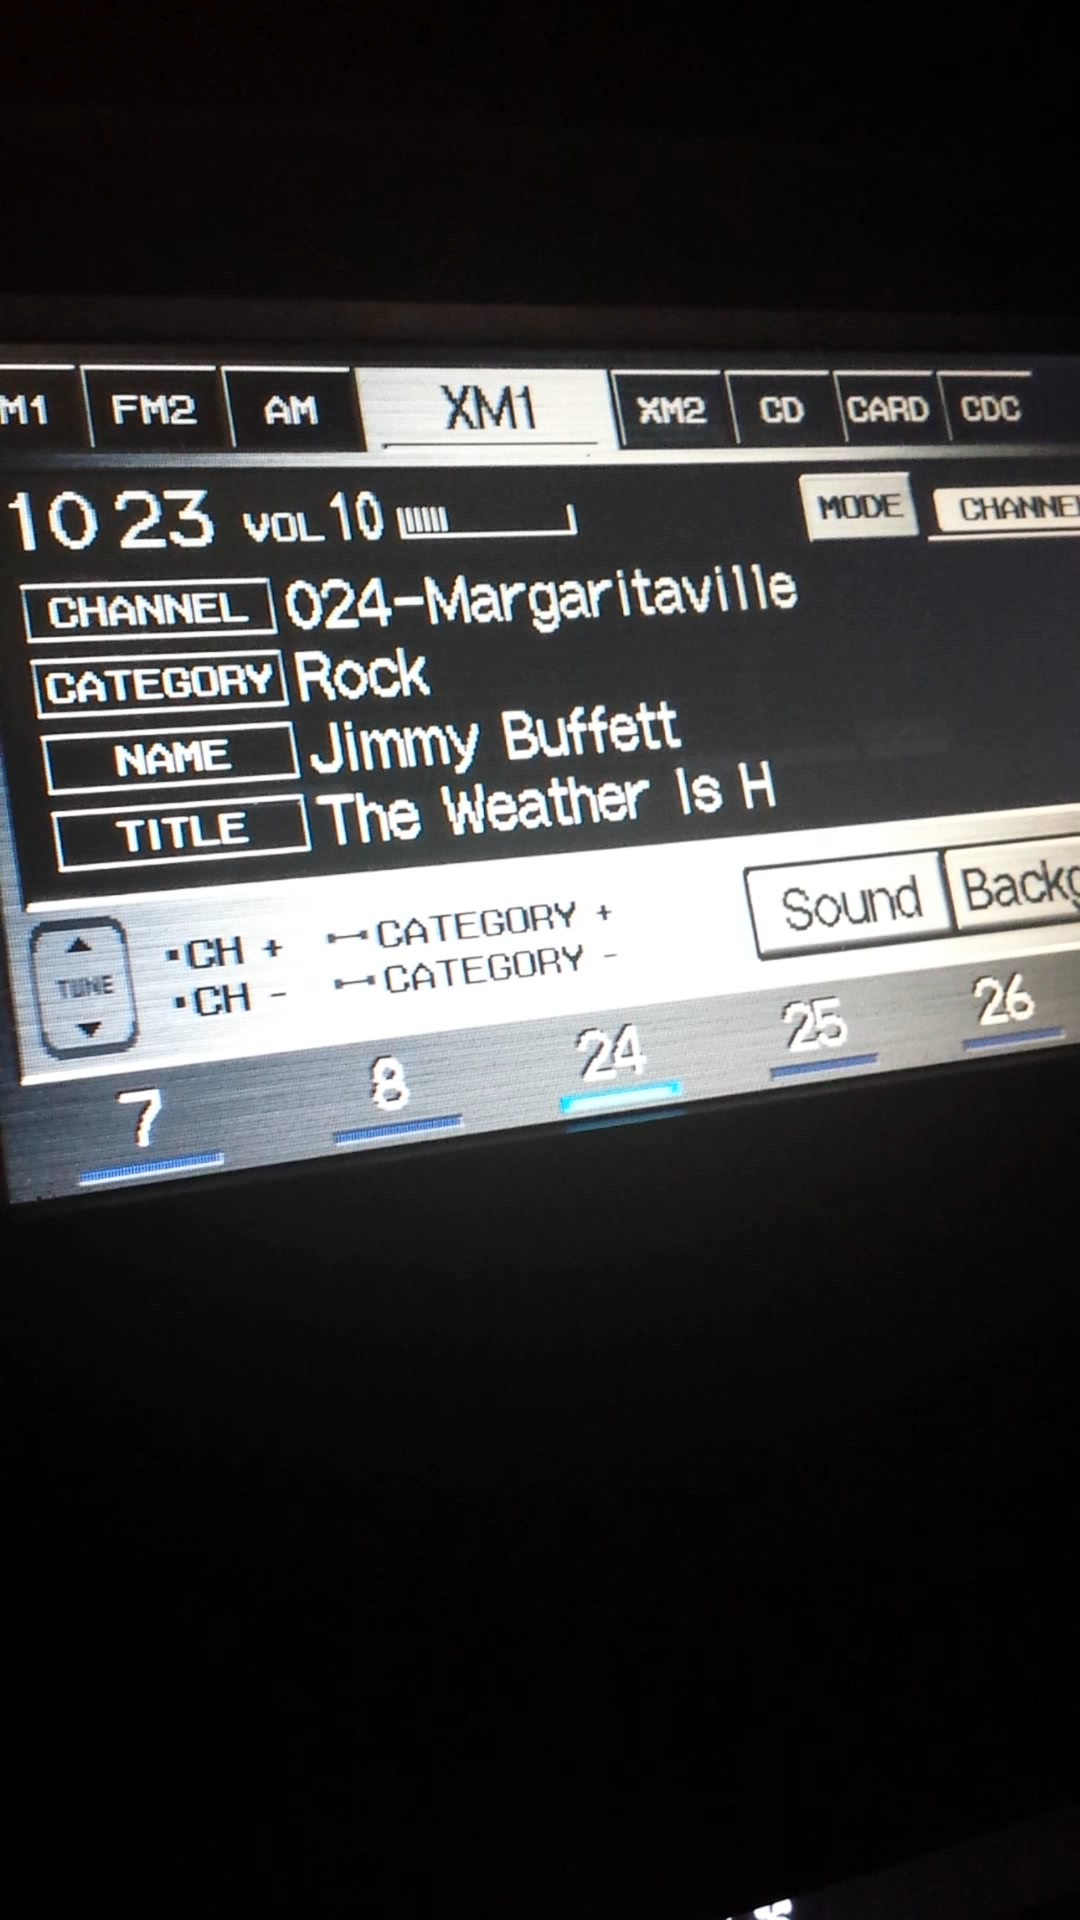 M1 FM2 AM XM1 XM2 CD CARD CDC
10 23 VOL 10 MODE CHANNEL
CHANNEL 024-Margaritaville
CATEGORY Rock
NAME Jimmy Buffett
TITLE The Weather Is H
Sound Backg
TUNE
CH + CATEGORY +
CH - CATEGORY -
7 8 24 25 26